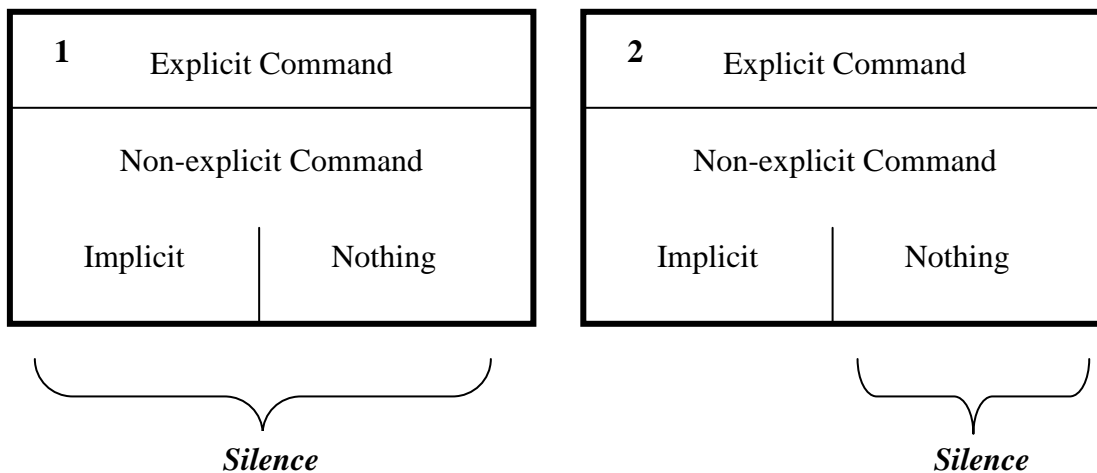 1 Explicit Command
Non-explicit Command
Implicit Nothing
Silence
2 Explicit Command
Non-explicit Command
Implicit Nothing
Silence